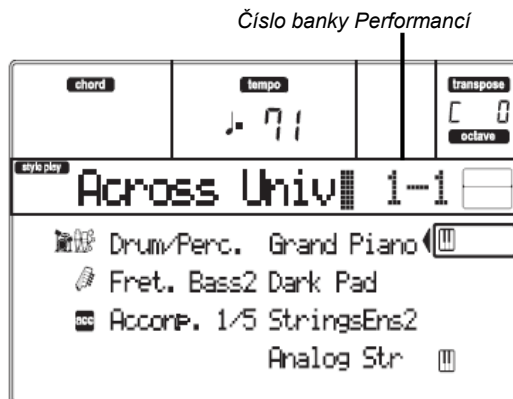 Číslo banky Performancí
chord tempo transpose
♩= 71 C 0
octave
style play
Across Univ 1-1
Drum/Perc. Grand Piano
Fret. Bass2 Dark Pad
acc Accomp. 1/5 StringsEns2
Analog Str